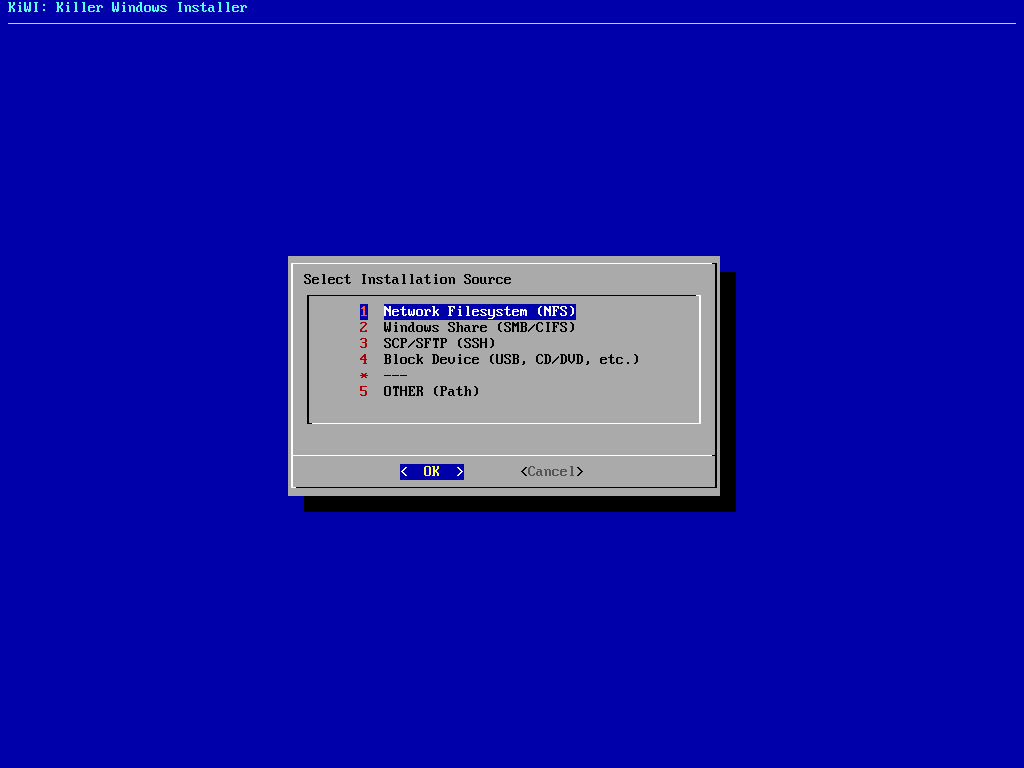 KiWI: Killer Windows Installer
Select Installation Source
1 Network Filesystem (NFS)
2 Windows Share (SMB/CIFS)
3 SCP/SFTP (SSH)
4 Block Device (USB, CD/DVD, etc.)
* ---
5 OTHER (Path)
< OK > <Cancel>